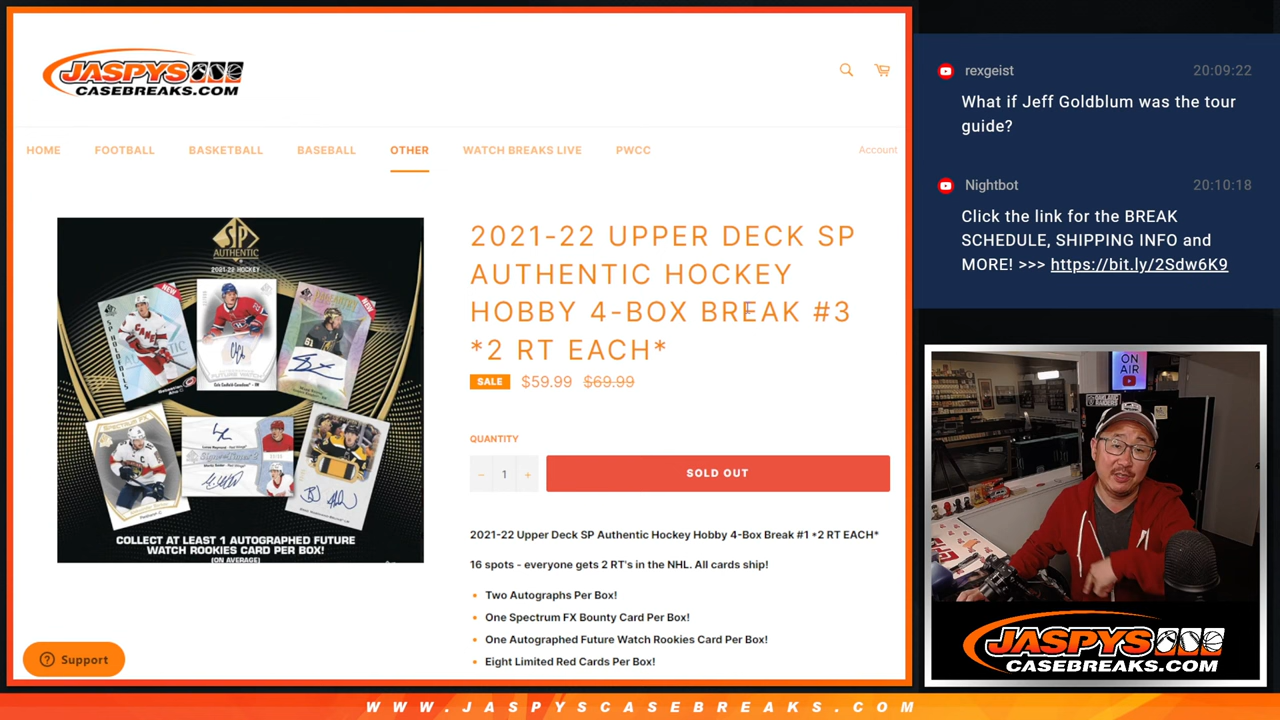 JASPYS
CASEBREAKS.COM
HOME FOOTBALL BASKETBALL BASEBALL OTHER WATCH BREAKS LIVE PWCC Account
SP
AUTHENTIC
2021-22 HOCKEY
COLLECT AT LEAST 1 AUTOGRAPHED FUTURE
WATCH ROOKIES CARD PER BOX!
(ON AVERAGE)
2021-22 UPPER DECK SP
AUTHENTIC HOCKEY
HOBBY 4-BOX BREAK #3
*2 RT EACH*
SALE $59.99 $69.99
QUANTITY
− 1 + SOLD OUT
2021-22 Upper Deck SP Authentic Hockey Hobby 4-Box Break #1 *2 RT EACH*
16 spots - everyone gets 2 RT's in the NHL. All cards ship!
• Two Autographs Per Box!
• One Spectrum FX Bounty Card Per Box!
• One Autographed Future Watch Rookies Card Per Box!
• Eight Limited Red Cards Per Box!
Support
rexgeist 20:09:22
What if Jeff Goldblum was the tour
guide?
Nightbot 20:10:18
Click the link for the BREAK
SCHEDULE, SHIPPING INFO and
MORE! >>> https://bit.ly/2Sdw6K9
ON
AIR
JASPYS
CASEBREAKS.COM
WWW.JASPYSCASEBREAKS.COM